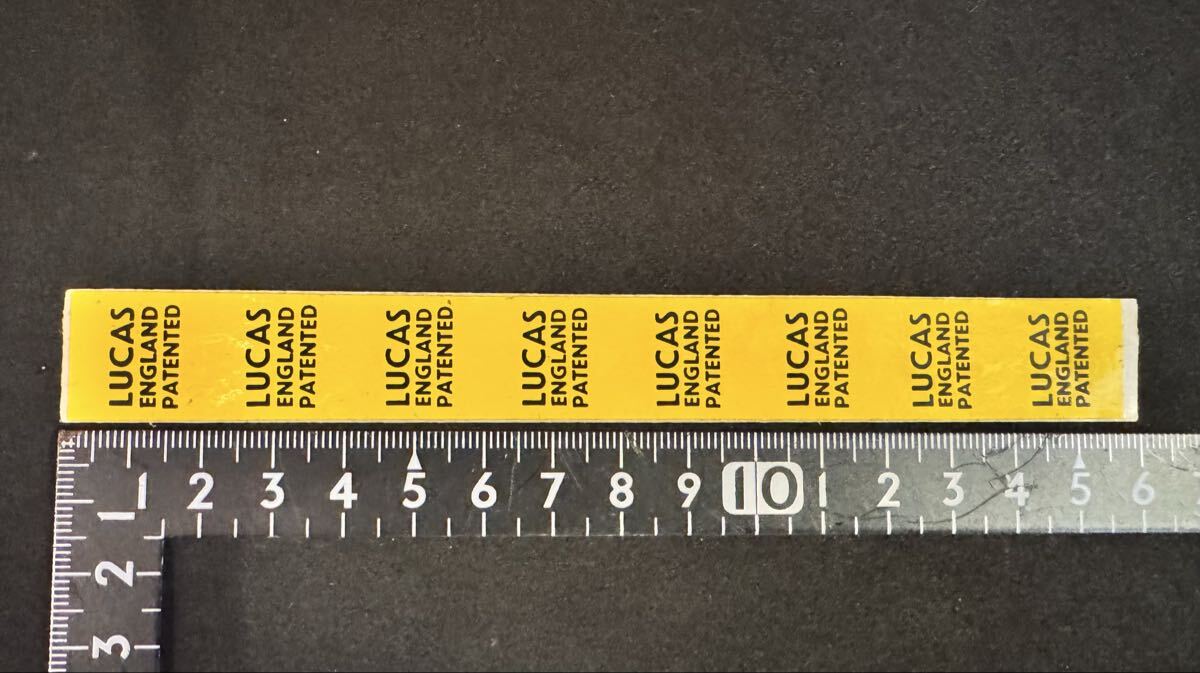 LUCAS
ENGLAND
PATENTED
LUCAS
ENGLAND
PATENTED
LUCAS
ENGLAND
PATENTED
LUCAS
ENGLAND
PATENTED
LUCAS
ENGLAND
PATENTED
LUCAS
ENGLAND
PATENTED
LUCAS
ENGLAND
PATENTED
LUCAS
ENGLAND
PATENTED
1 2 3 4 5 6 7 8 9 10 1 2 3 4 5 6
1
2
3